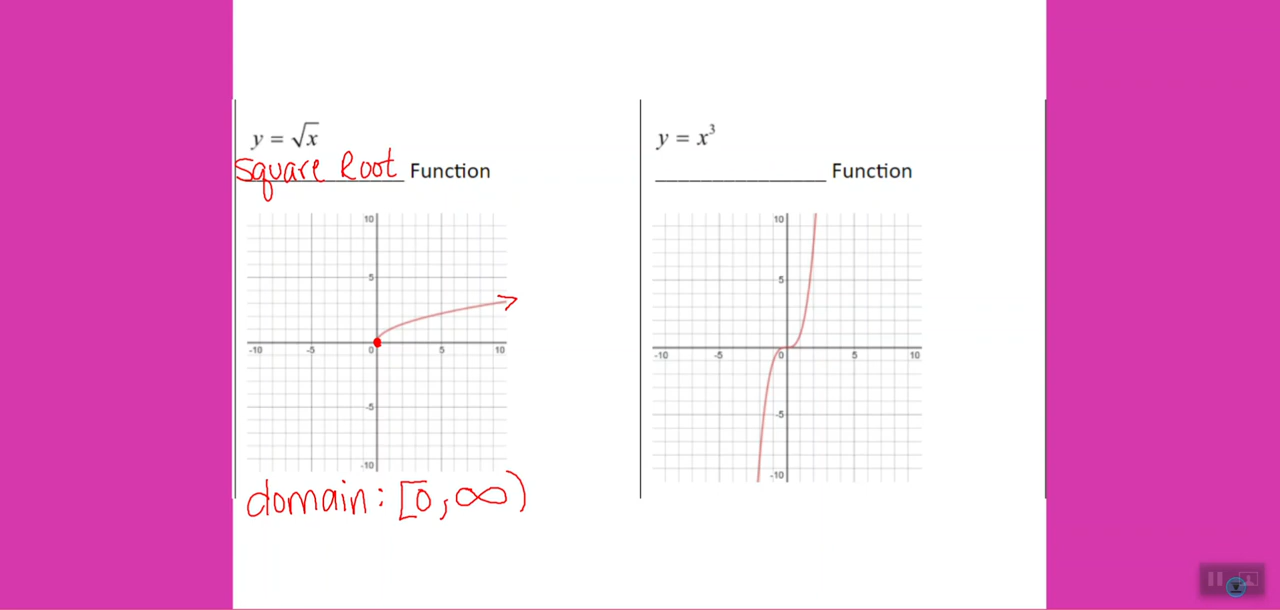 y = √x
Square Root Function
10
5
-10 -5 0 5 10
-5
-10
domain: [0, ∞)
y = x³
________________ Function
10
5
-10 -5 0 5 10
-5
-10